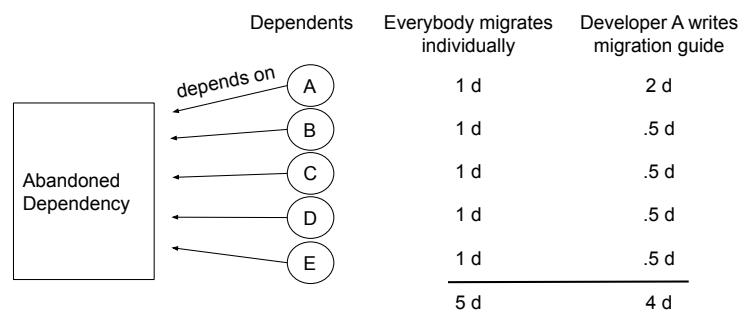 Dependents Everybody migrates individually Developer A writes migration guide
depends on
A 1 d 2 d
B 1 d .5 d
C 1 d .5 d
Abandoned Dependency
D 1 d .5 d
E 1 d .5 d
5 d 4 d